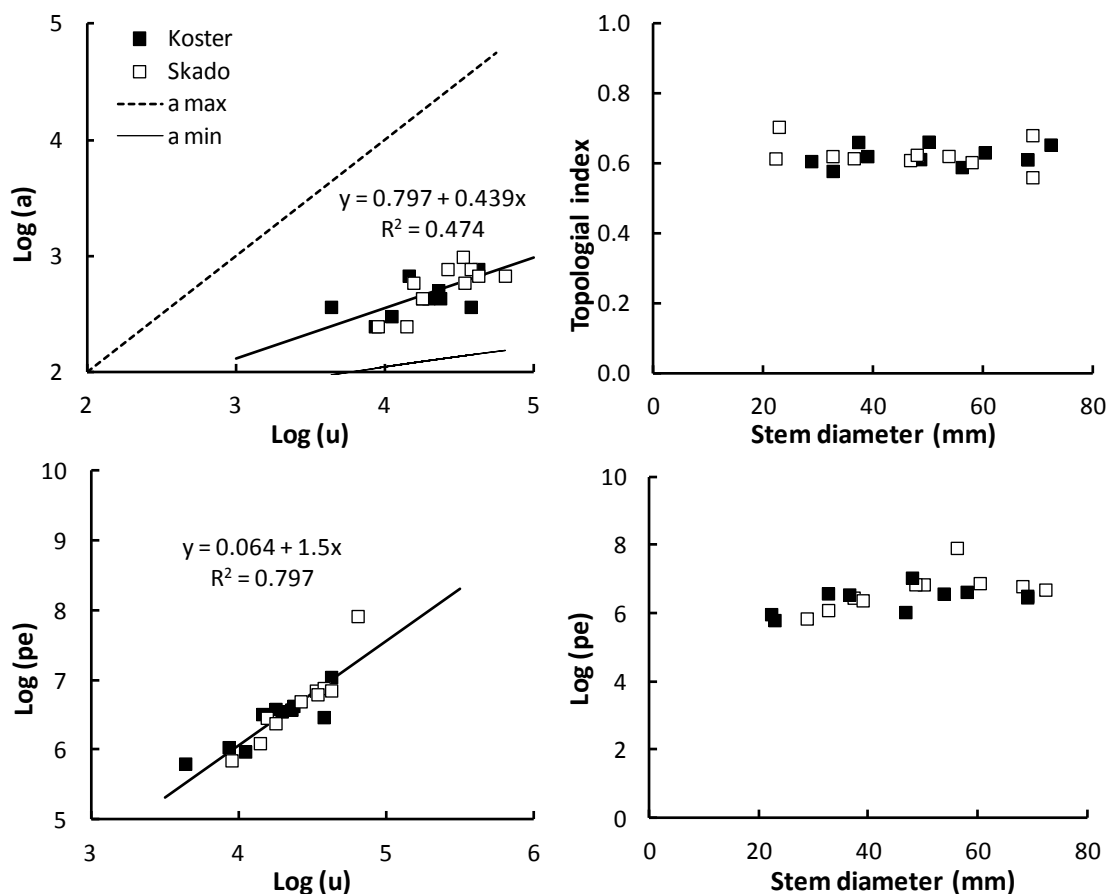 5
4
3
2
2
3
4
5
Log (a)
Log (u)
Koster
Skado
a max
a min
y = 0.797 + 0.439x
R² = 0.474
1.0
0.8
0.6
0.4
0.2
0.0
0
20
40
60
80
Topologial index
Stem diameter (mm)
10
9
8
7
6
5
3
4
5
6
Log (pe)
Log (u)
y = 0.064 + 1.5x
R² = 0.797
10
8
6
4
2
0
0
20
40
60
80
Log (pe)
Stem diameter (mm)